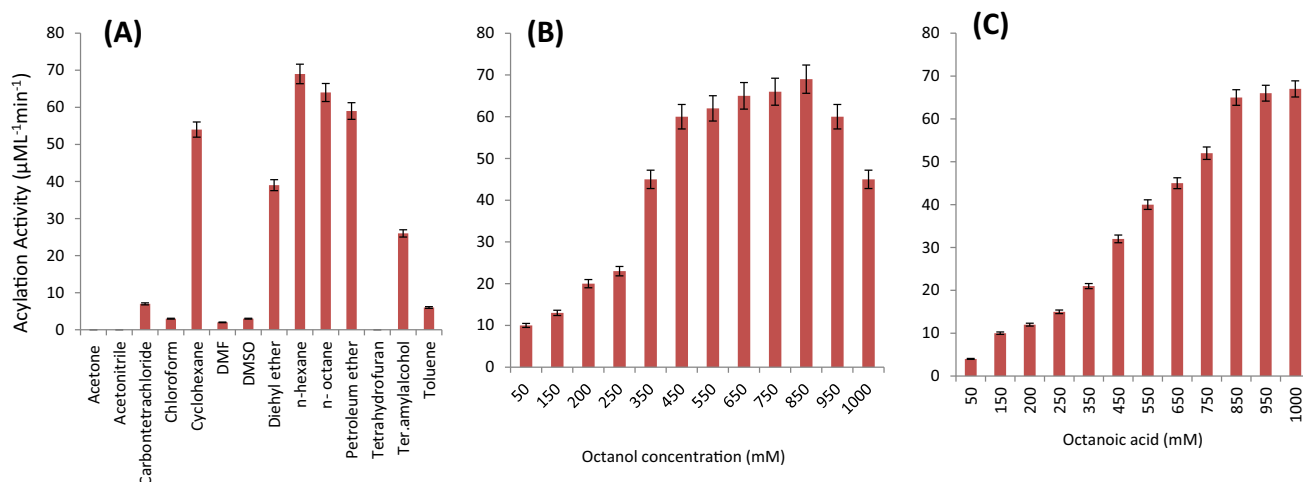 (A)
Acylation Activity (µML-1min-1)
80
70
60
50
40
30
20
10
0
Acetone
Acetonitrile
Carbontetrachloride
Chloroform
Cyclohexane
DMF
DMSO
Diehyl ether
n-hexane
n- octane
Petroleum ether
Tetrahydrofuran
Ter.amylalcohol
Toluene
(B)
80
70
60
50
40
30
20
10
0
50
150
200
250
350
450
550
650
750
850
950
1000
Octanol concentration (mM)
(C)
80
70
60
50
40
30
20
10
0
50
150
200
250
350
450
550
650
750
850
950
1000
Octanoic acid (mM)